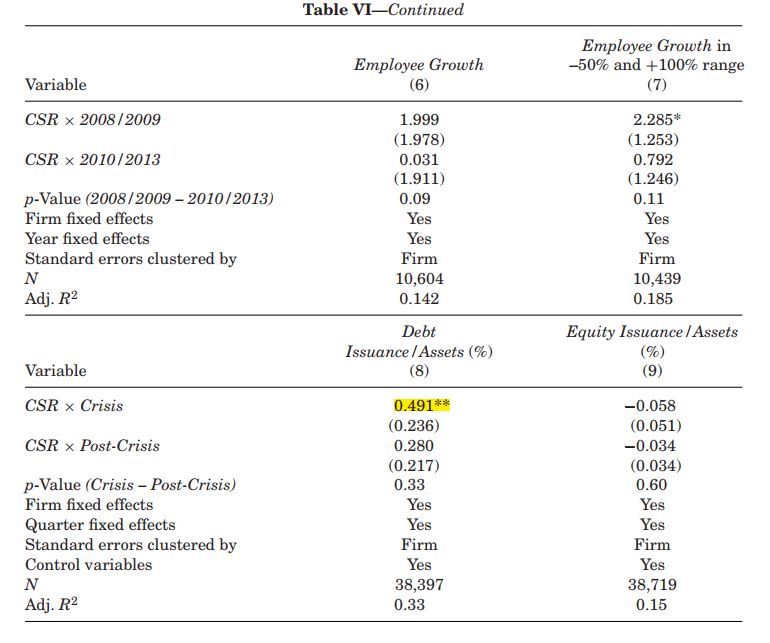 Table VI—Continued
Employee Growth in
Employee Growth –50% and +100% range
Variable (6) (7)
CSR × 2008/2009 1.999 2.285*
(1.978) (1.253)
CSR × 2010/2013 0.031 0.792
(1.911) (1.246)
p-Value (2008/2009 – 2010/2013) 0.09 0.11
Firm fixed effects Yes Yes
Year fixed effects Yes Yes
Standard errors clustered by Firm Firm
N 10,604 10,439
Adj. R² 0.142 0.185
Debt Equity Issuance/Assets
Issuance/Assets (%) (%)
Variable (8) (9)
CSR × Crisis 0.491** −0.058
(0.236) (0.051)
CSR × Post-Crisis 0.280 −0.034
(0.217) (0.034)
p-Value (Crisis – Post-Crisis) 0.33 0.60
Firm fixed effects Yes Yes
Quarter fixed effects Yes Yes
Standard errors clustered by Firm Firm
Control variables Yes Yes
N 38,397 38,719
Adj. R² 0.33 0.15